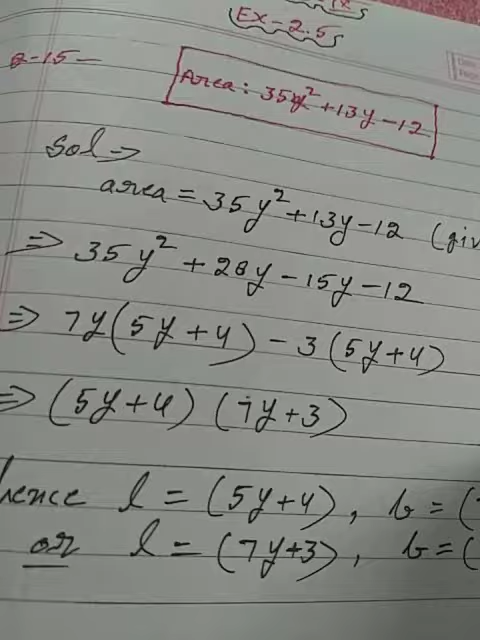 Ex-2.5
Q-15-
Area: 35y²+13y-12
Sol →
area = 35y²+13y-12 (giv
⇒ 35y² + 28y - 15y - 12
⇒ 7y(5y+4) - 3(5y+4)
⇒ (5y+4) (7y+3)
hence l = (5y+4), b = (
or l = (7y+3), b = (